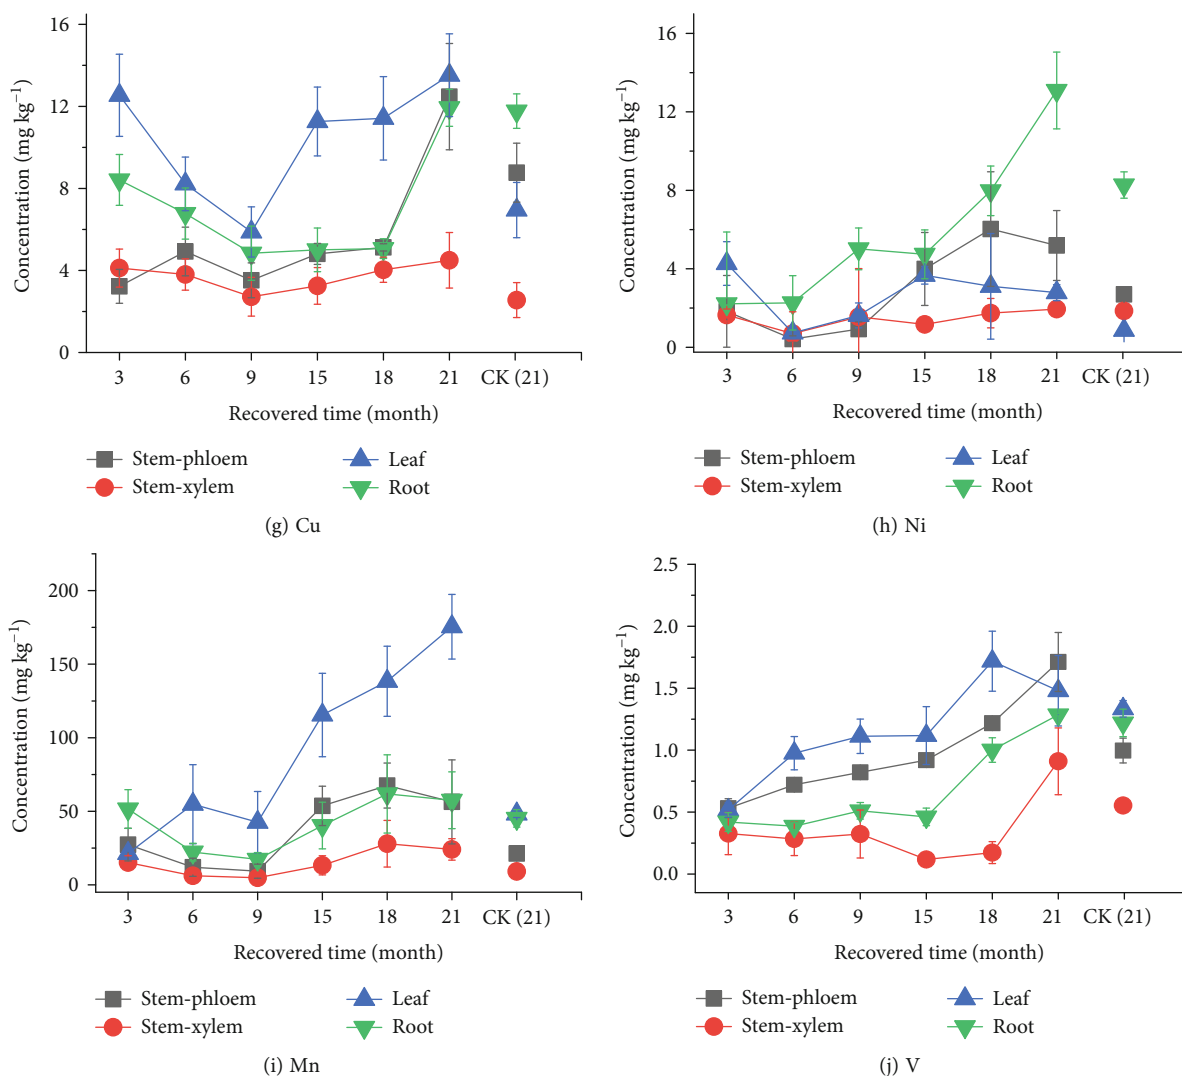 16
12
8
4
0
Concentration (mg kg⁻¹)
3 6 9 15 18 21 CK (21)
Recovered time (month)
Stem-phloem Leaf
Stem-xylem Root
(g) Cu
16
12
8
4
0
Concentration (mg kg⁻¹)
3 6 9 15 18 21 CK (21)
Recovered time (month)
Stem-phloem Leaf
Stem-xylem Root
(h) Ni
200
150
100
50
0
Concentration (mg kg⁻¹)
3 6 9 15 18 21 CK (21)
Recovered time (month)
Stem-phloem Leaf
Stem-xylem Root
(i) Mn
2.5
2.0
1.5
1.0
0.5
0.0
Concentration (mg kg⁻¹)
3 6 9 15 18 21 CK (21)
Recovered time (month)
Stem-phloem Leaf
Stem-xylem Root
(j) V